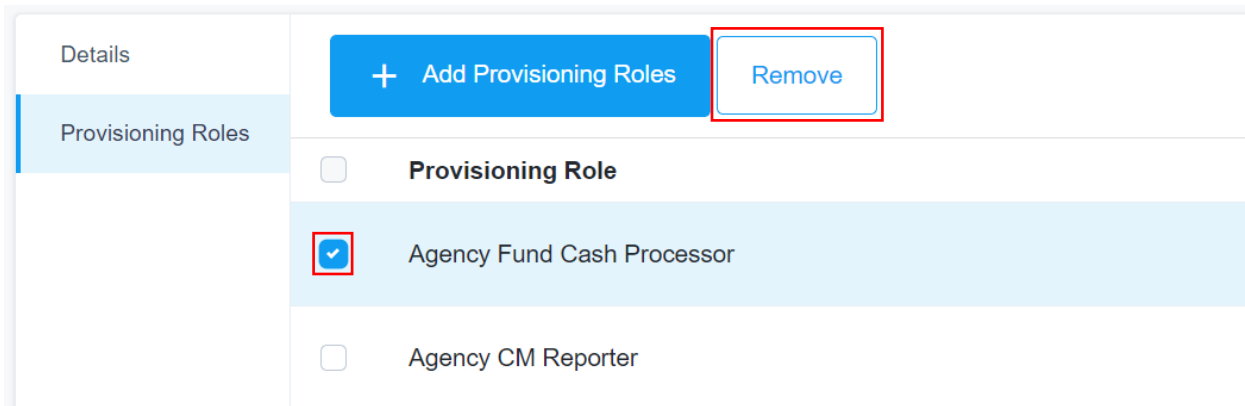 Details
+ Add Provisioning Roles
Remove
Provisioning Roles
Provisioning Role
Agency Fund Cash Processor
Agency CM Reporter